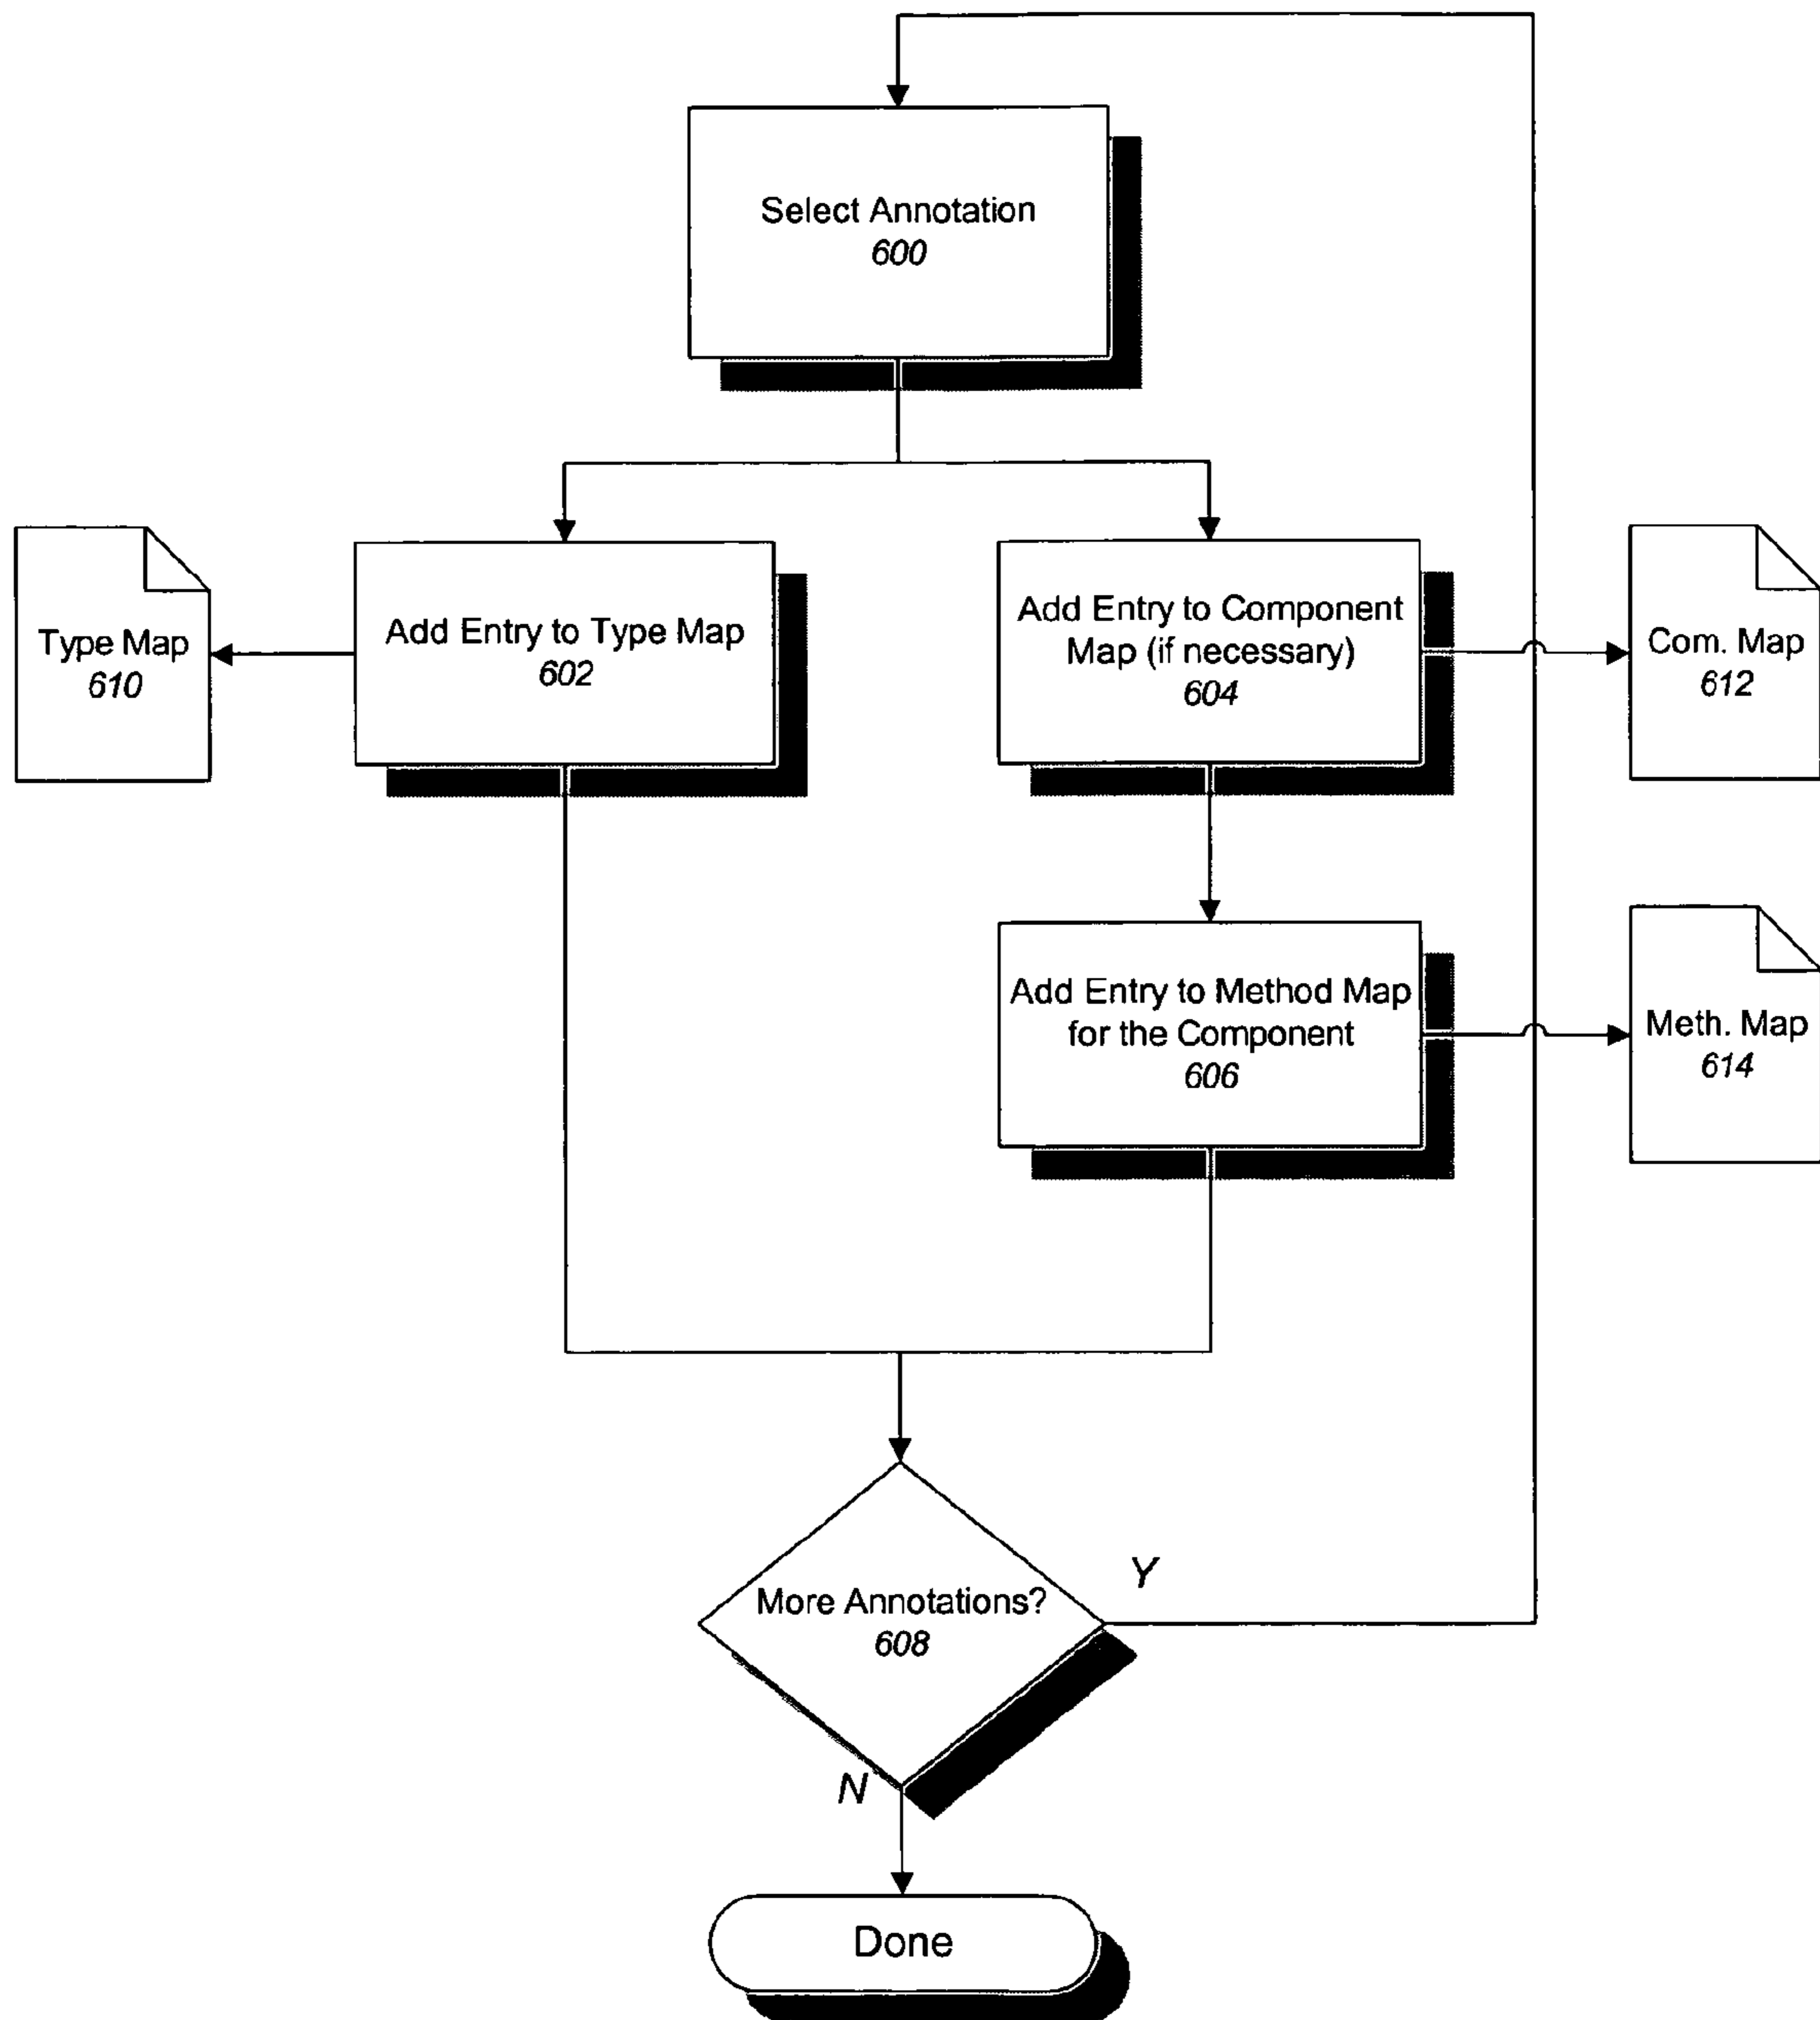 Select Annotation
600
Type Map
610
Add Entry to Type Map
602
Add Entry to Component
Map (if necessary)
604
Com. Map
612
Add Entry to Method Map
for the Component
606
Meth. Map
614
More Annotations?
608
Y
N
Done